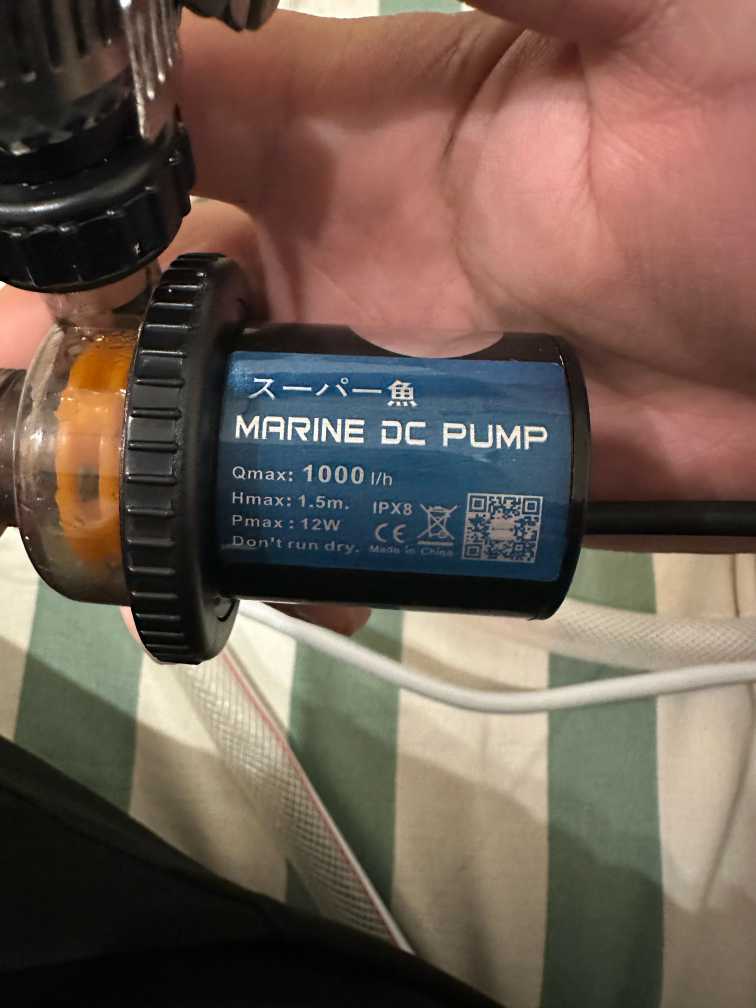 スーパー魚
MARINE DC PUMP
Qmax: 1000 l/h
Hmax: 1.5m.
Pmax : 12W
Don't run dry.
IPX8
CE
Made in China